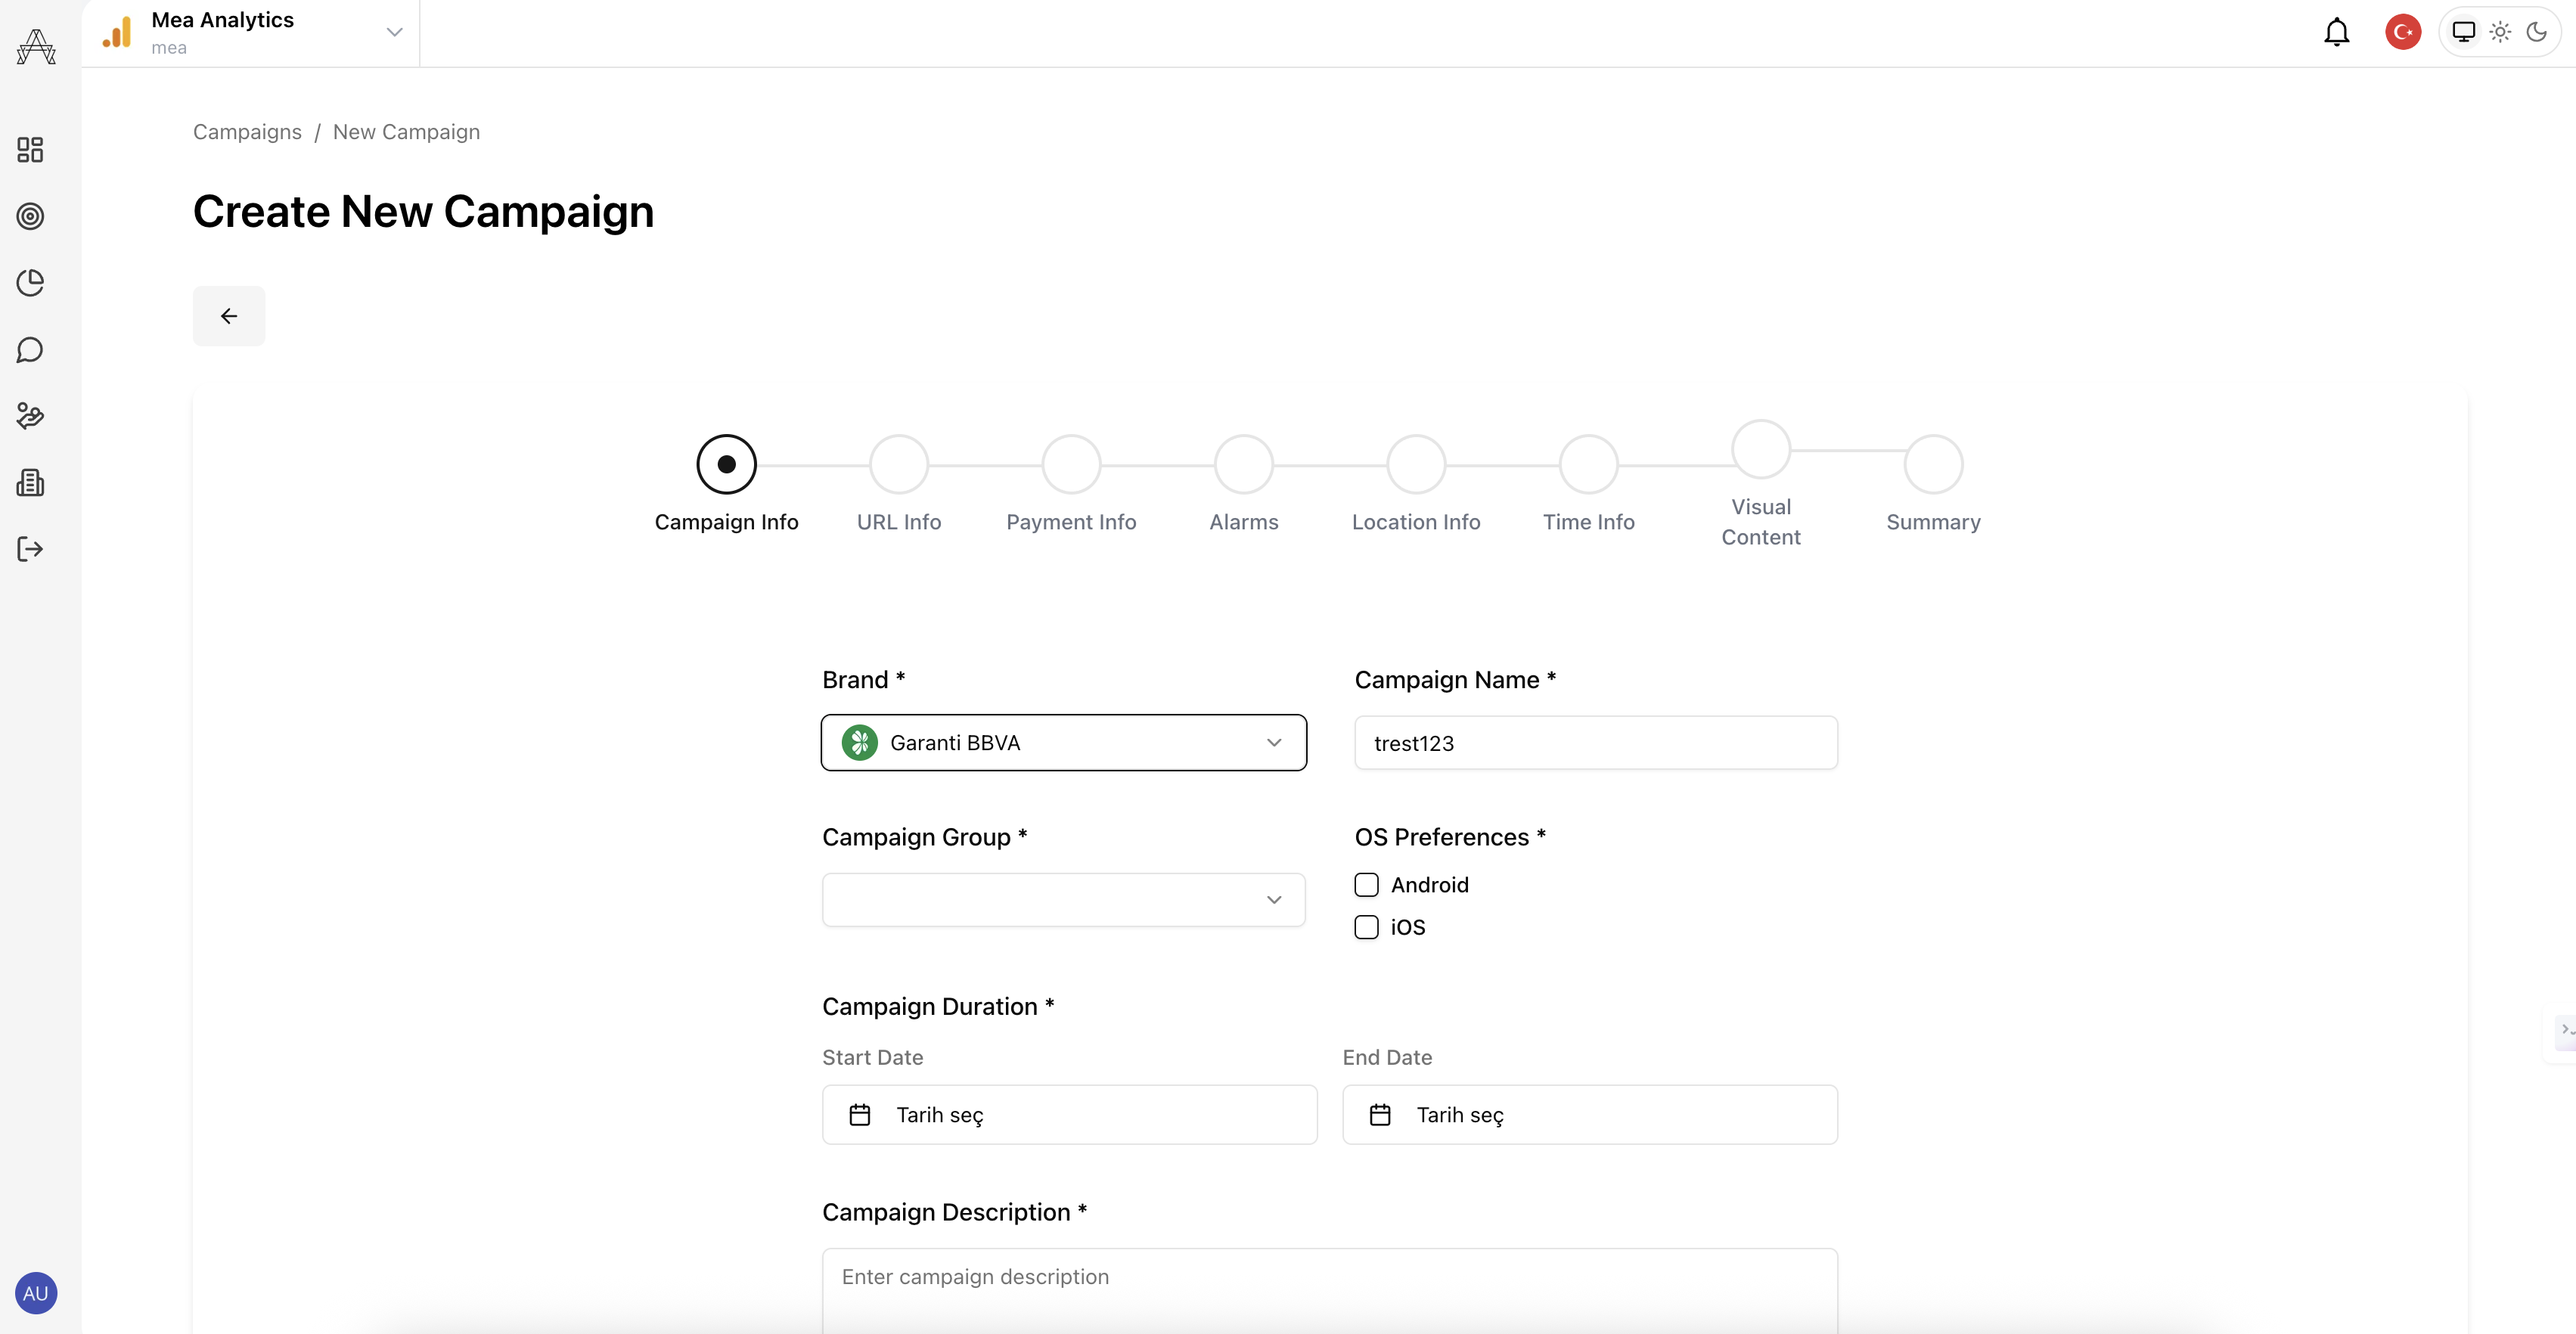 Mea Analytics
mea
Campaigns / New Campaign
Create New Campaign
Campaign Info
URL Info
Payment Info
Alarms
Location Info
Time Info
Visual
Content
Summary
Brand *
Campaign Name *
Garanti BBVA
trest123
Campaign Group *
OS Preferences *
Android
iOS
Campaign Duration *
Start Date
End Date
Tarih seç
Tarih seç
Campaign Description *
Enter campaign description
AU